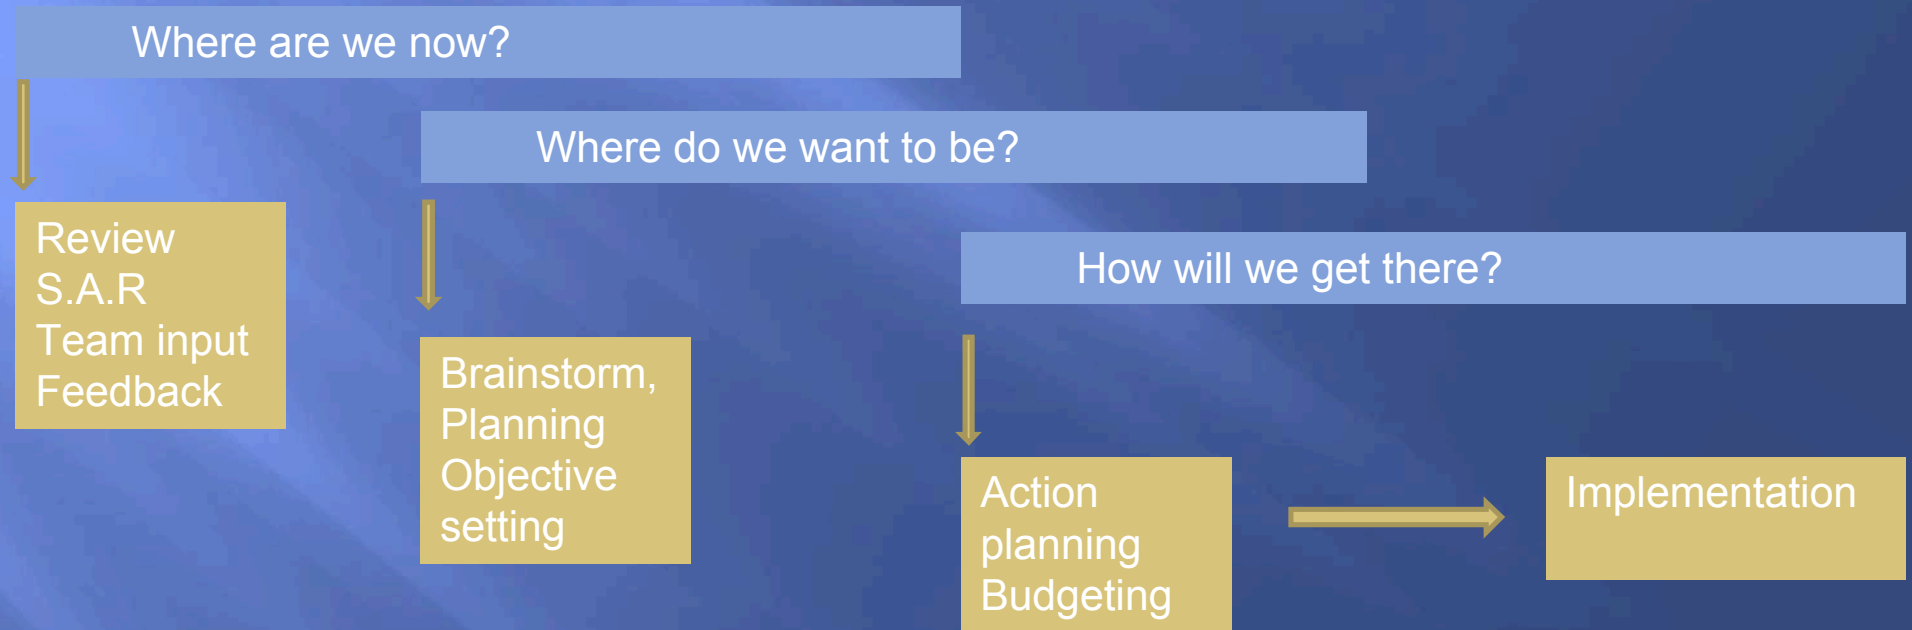 Where are we now?
Where do we want to be?
Review
S.A.R
Team input
Feedback
How will we get there?
Brainstorm,
Planning
Objective
setting
Action
planning
Budgeting
Implementation